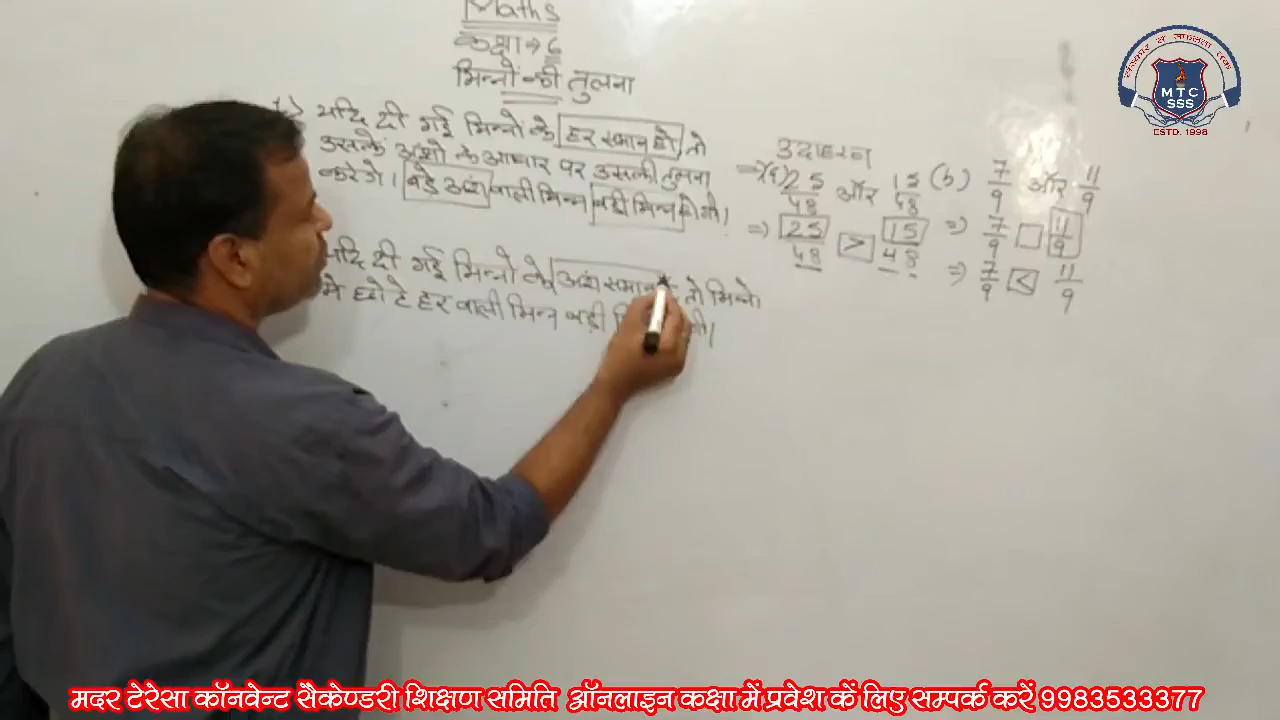 Maths
कक्षा → 6
भिन्नों की तुलना
यदि दी गई भिन्नो के हर समान हो, तो
उसके अंशो के आधार पर उसकी तुलना
करेगे। बड़े अंश वाली भिन्न बड़ी भिन्न होगी।
यदि दी गई भिन्नो के अंश समान तो भिन्नो
मे छोटे हर वाली भिन्न बड़ी
उदाहरण
⇒ (a) 25/48 और 15/48
⇒ 25/48 > 15/48
(b) 7/9 और 11/9
⇒ 7/9 □ 11/9
⇒ 7/9 < 11/9
संस्कार से सफलता तक
MTC
SSS
ESTD. 1998
मदर टेरेसा कॉनवेन्ट सैकेण्डरी शिक्षण समिति ऑनलाइन कक्षा में प्रवेश कें लिए सम्पर्क करें 9983533377